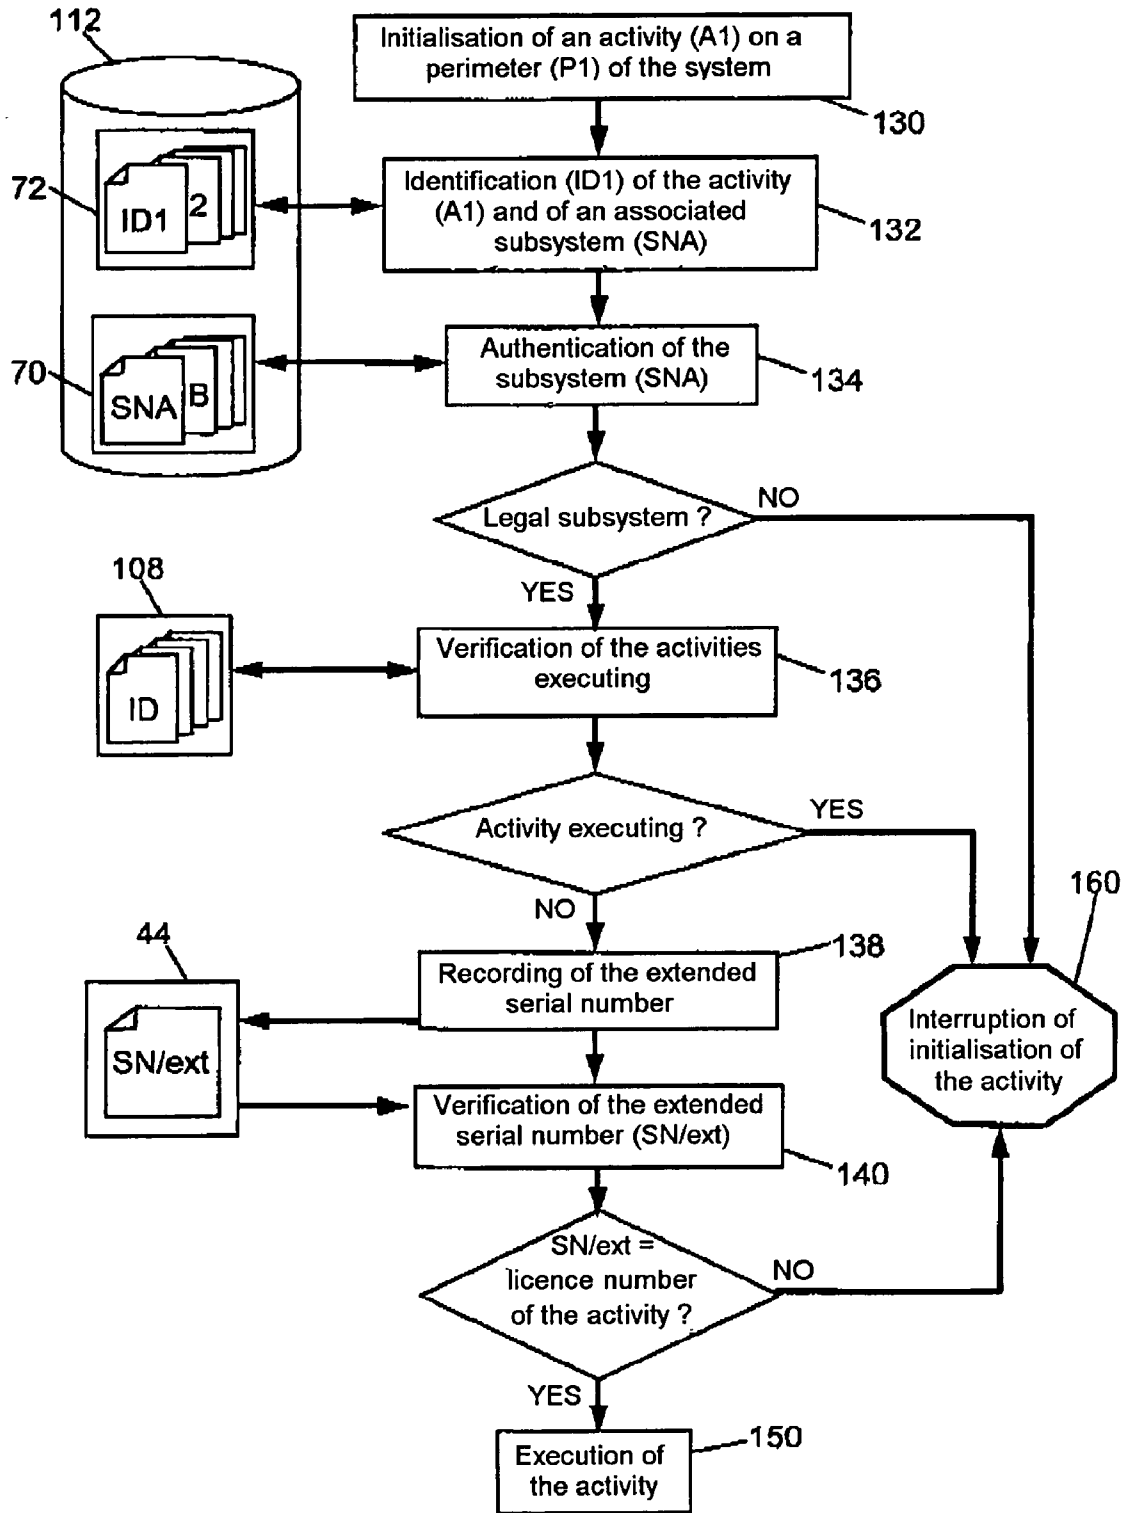 112
Initialisation of an activity (A1) on a
perimeter (P1) of the system
130
72
ID1
2
Identification (ID1) of the activity
(A1) and of an associated
subsystem (SNA)
132
70
SNA
B
Authentication of the
subsystem (SNA)
134
Legal subsystem ?
NO
YES
108
ID
Verification of the activities
executing
136
Activity executing ?
YES
NO
44
SN/ext
Recording of the extended
serial number
138
160
Interruption of
initialisation of
the activity
Verification of the extended
serial number (SN/ext)
140
SN/ext =
licence number
of the activity ?
NO
YES
Execution of
the activity
150